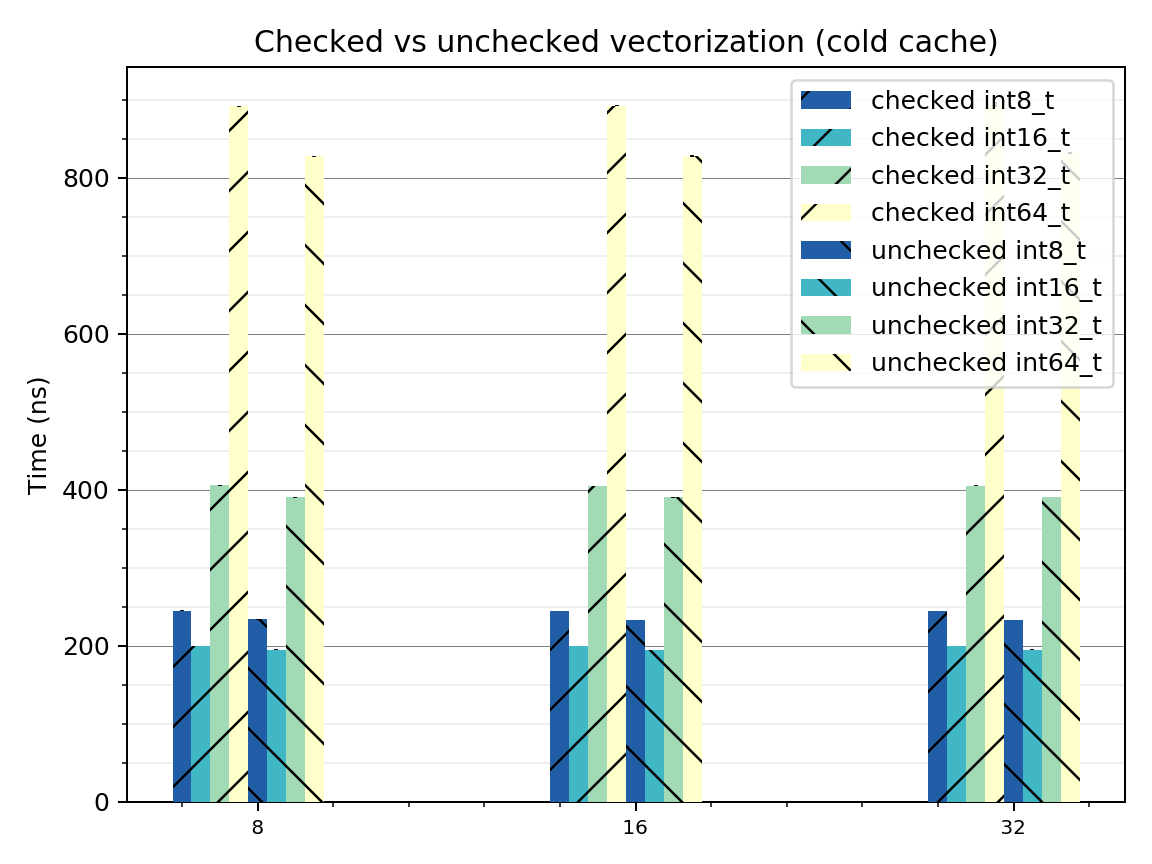 Checked vs unchecked vectorization (cold cache)
checked int8_t
checked int16_t
checked int32_t
checked int64_t
unchecked int8_t
unchecked int16_t
unchecked int32_t
unchecked int64_t
Time (ns)
800
600
400
200
0
8
16
32